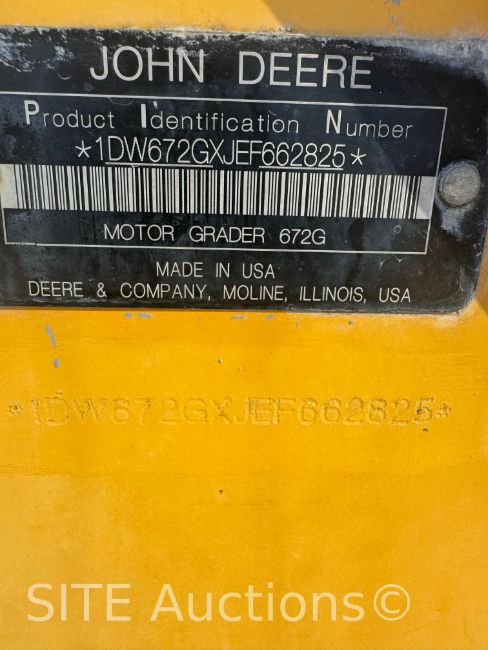 JOHN DEERE
Product Identification Number
*1DW672GXJEF662825*
MOTOR GRADER 672G
MADE IN USA
DEERE & COMPANY, MOLINE, ILLINOIS, USA
*1DW672GXJEF662825*
SITE Auctions©